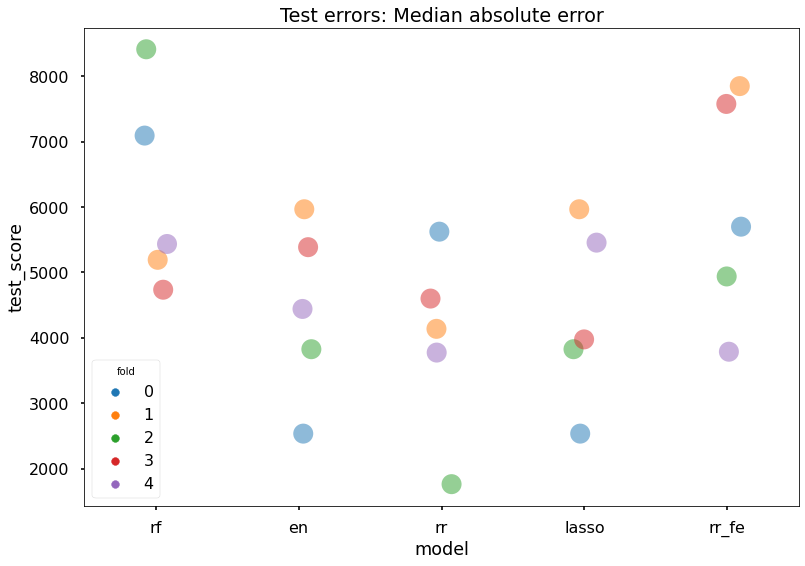 Test errors: Median absolute error
test_score
8000
7000
6000
5000
4000
3000
2000
fold
0
1
2
3
4
rf en rr lasso rr_fe
model